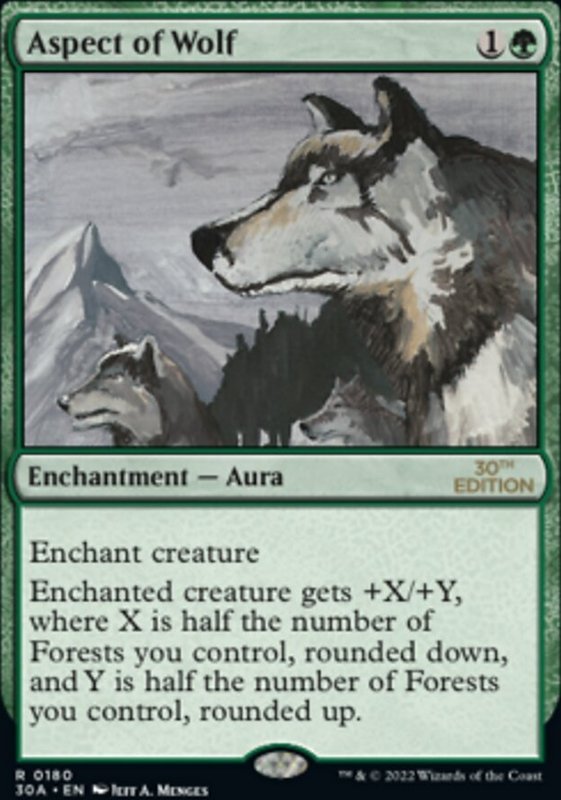 Aspect of Wolf 1
Enchantment — Aura
30TH
EDITION
Enchant creature
Enchanted creature gets +X/+Y,
where X is half the number of
Forests you control, rounded down,
and Y is half the number of Forests
you control, rounded up.
R 0180
30A • EN Jeff A. Menges
™ & © 2022 Wizards of the Coast